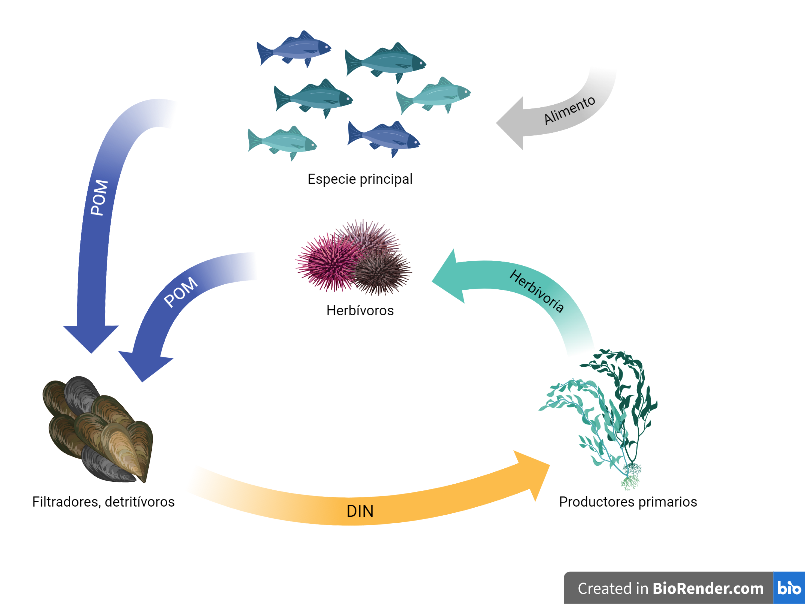 Alimento
Especie principal
POM
POM
Herbívoros
Herbivoría
Filtradores, detritívoros
DIN
Productores primarios
Created in BioRender.com bio